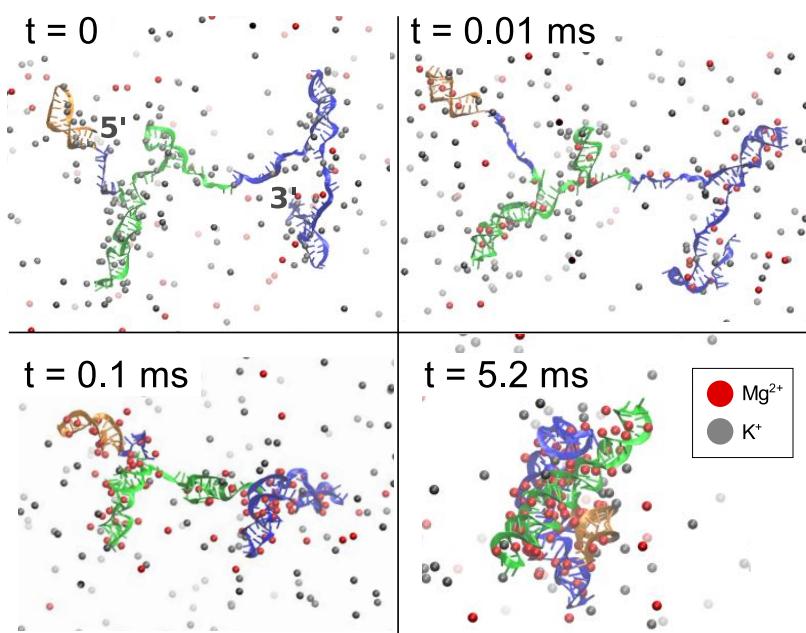 t = 0
t = 0.01 ms
5'
3'
t = 0.1 ms
t = 5.2 ms
Mg²⁺
K⁺